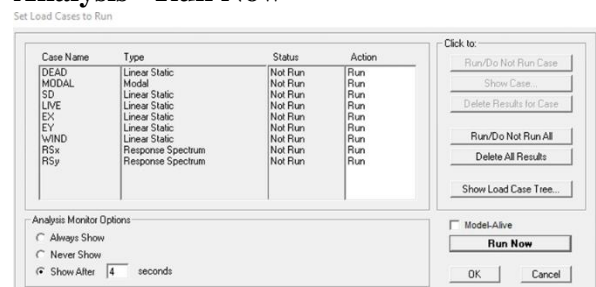 Set Load Cases to Run
Click to:
Case Name Type Status Action
DEAD Linear Static Not Run Run
MODAL Modal Not Run Run
SD Linear Static Not Run Run
LIVE Linear Static Not Run Run
EX Linear Static Not Run Run
EY Linear Static Not Run Run
WIND Linear Static Not Run Run
RSx Response Spectrum Not Run Run
RSy Response Spectrum Not Run Run
Run/Do Not Run Case
Show Case...
Delete Results for Case
Run/Do Not Run All
Delete All Results
Show Load Case Tree...
Analysis Monitor Options
Always Show
Never Show
Show After 4 seconds
Model-Alive
Run Now
OK Cancel